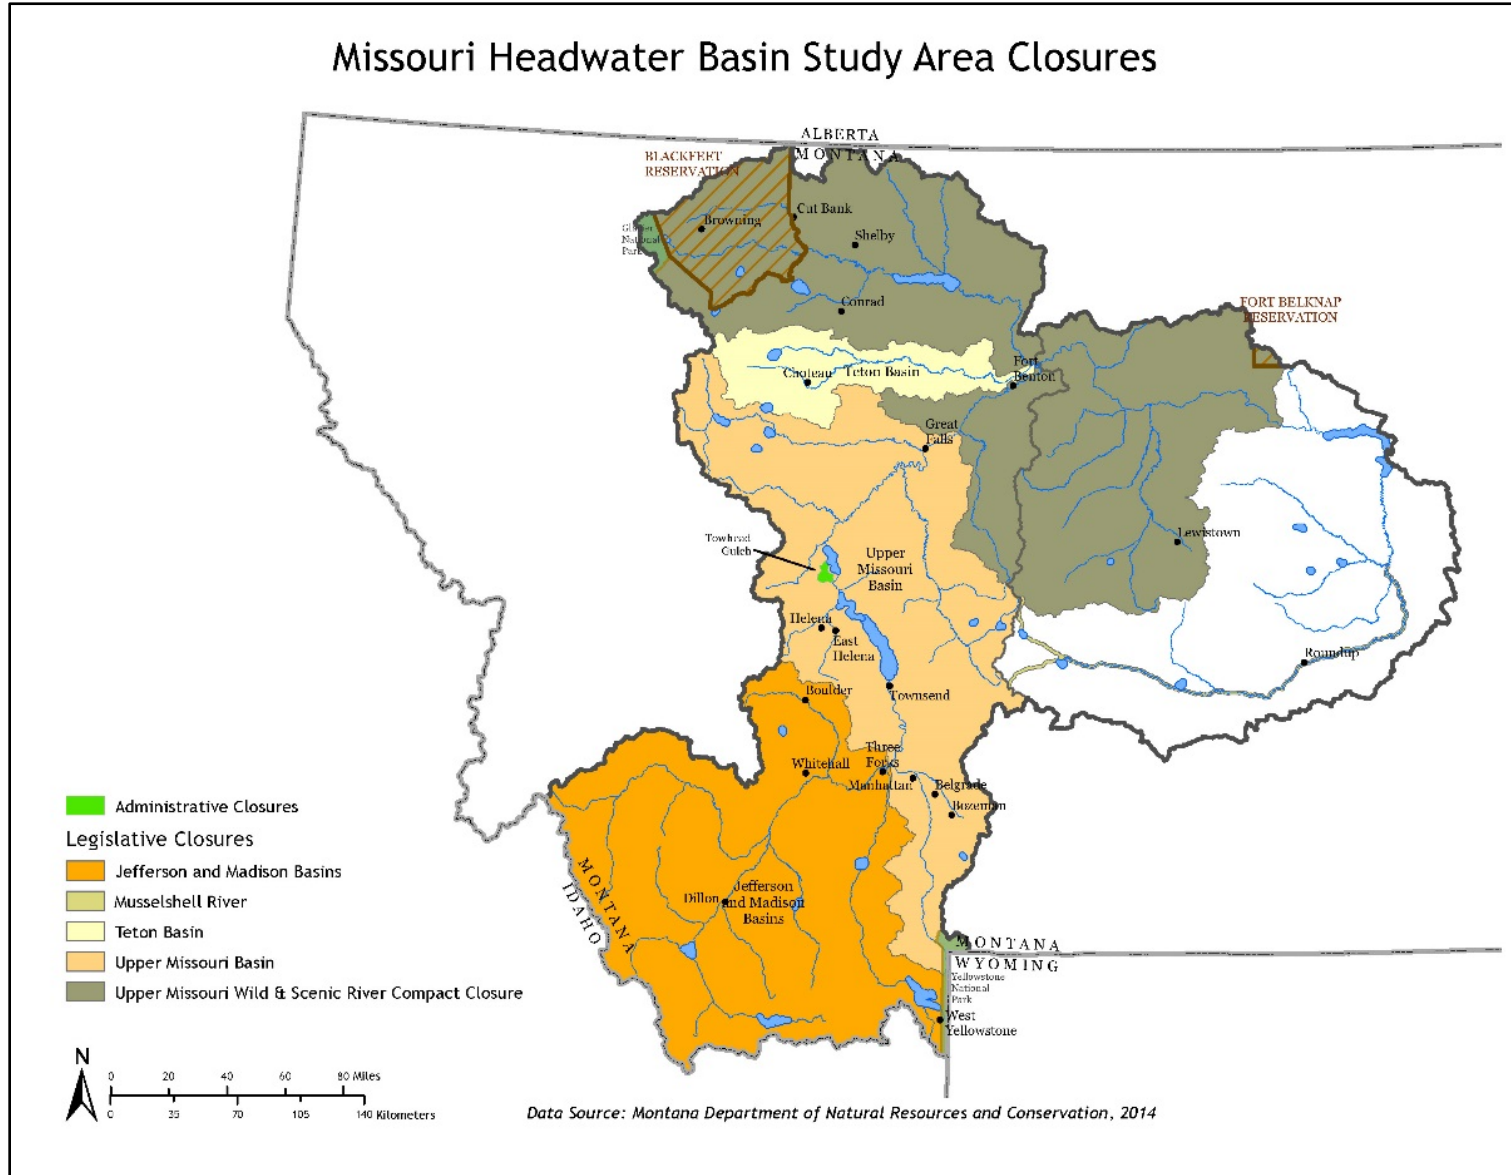 Missouri Headwater Basin Study Area Closures
ALBERTA
MONTANA
BLACKFEET
RESERVATION
Cut Bank
Browning
Glacier
National
Park
Shelby
Conrad
FORT BELKNAP
RESERVATION
Fort
Benton
Choteau
Teton Basin
Great
Falls
Lewistown
Towhead
Gulch
Upper
Missouri
Basin
Helena
East
Helena
Roundup
Boulder
Townsend
Three
Forks
Whitehall
Manhattan
Belgrade
Bozeman
MONTANA
IDAHO
Dillon
Jefferson
and Madison
Basins
MONTANA
WYOMING
Yellowstone
National
Park
West
Yellowstone
Administrative Closures
Legislative Closures
Jefferson and Madison Basins
Musselshell River
Teton Basin
Upper Missouri Basin
Upper Missouri Wild & Scenic River Compact Closure
N
0 20 40 60 80 Miles
0 35 70 105 140 Kilometers
Data Source: Montana Department of Natural Resources and Conservation, 2014